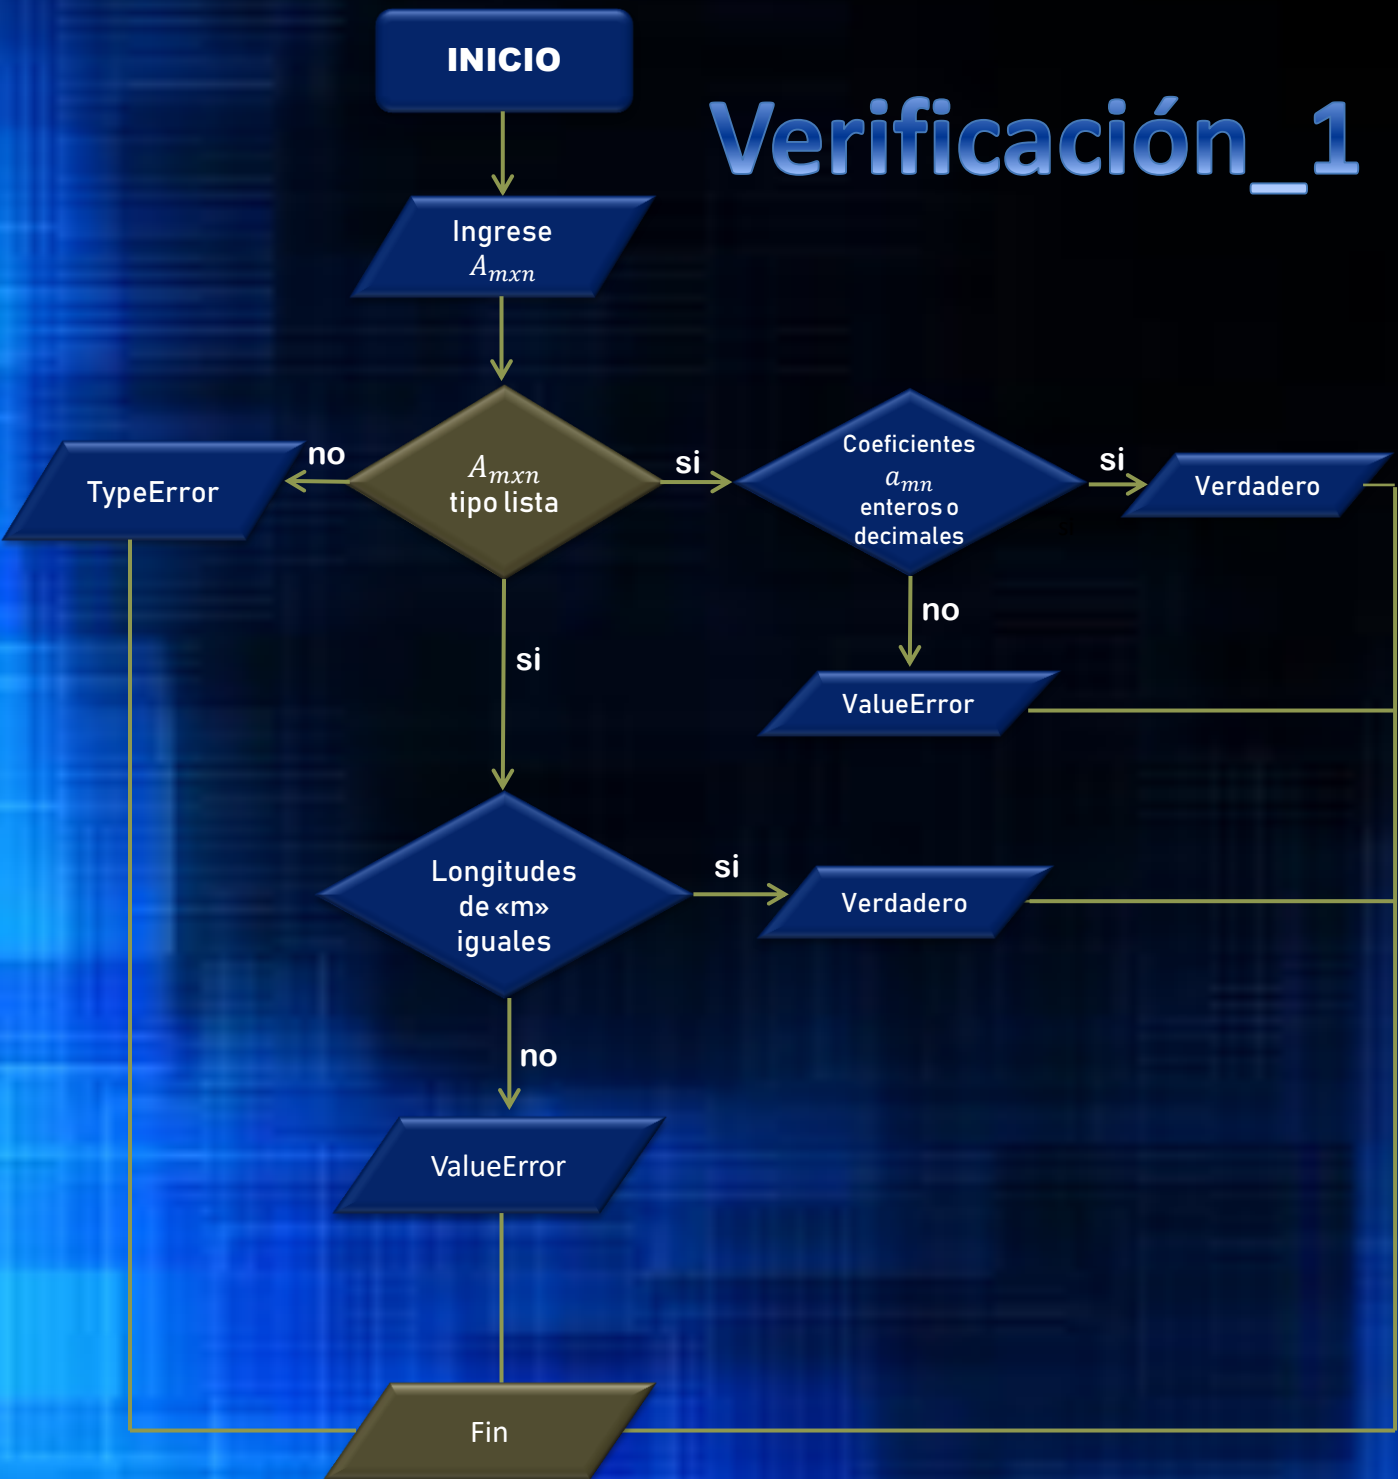 INICIO
Verificación_1
Ingrese
A_{mxn}
no
A_{mxn}
tipo lista
si
Coeficientes
a_{mn}
enteros o
decimales
si
Verdadero
TypeError
no
si
ValueError
Longitudes
de «m»
iguales
si
Verdadero
no
ValueError
Fin